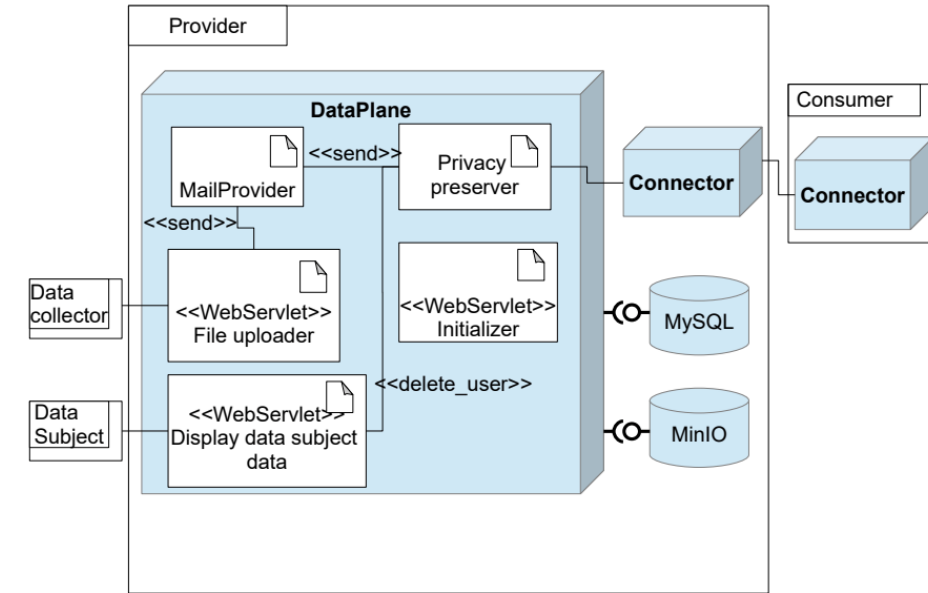 Provider
DataPlane
MailProvider
<<send>>
Privacy
preserver
<<send>>
Connector
Consumer
Connector
Data
collector
<<WebServlet>>
File uploader
<<WebServlet>>
Initializer
MySQL
<<delete_user>>
Data
Subject
<<WebServlet>>
Display data subject
data
MinIO